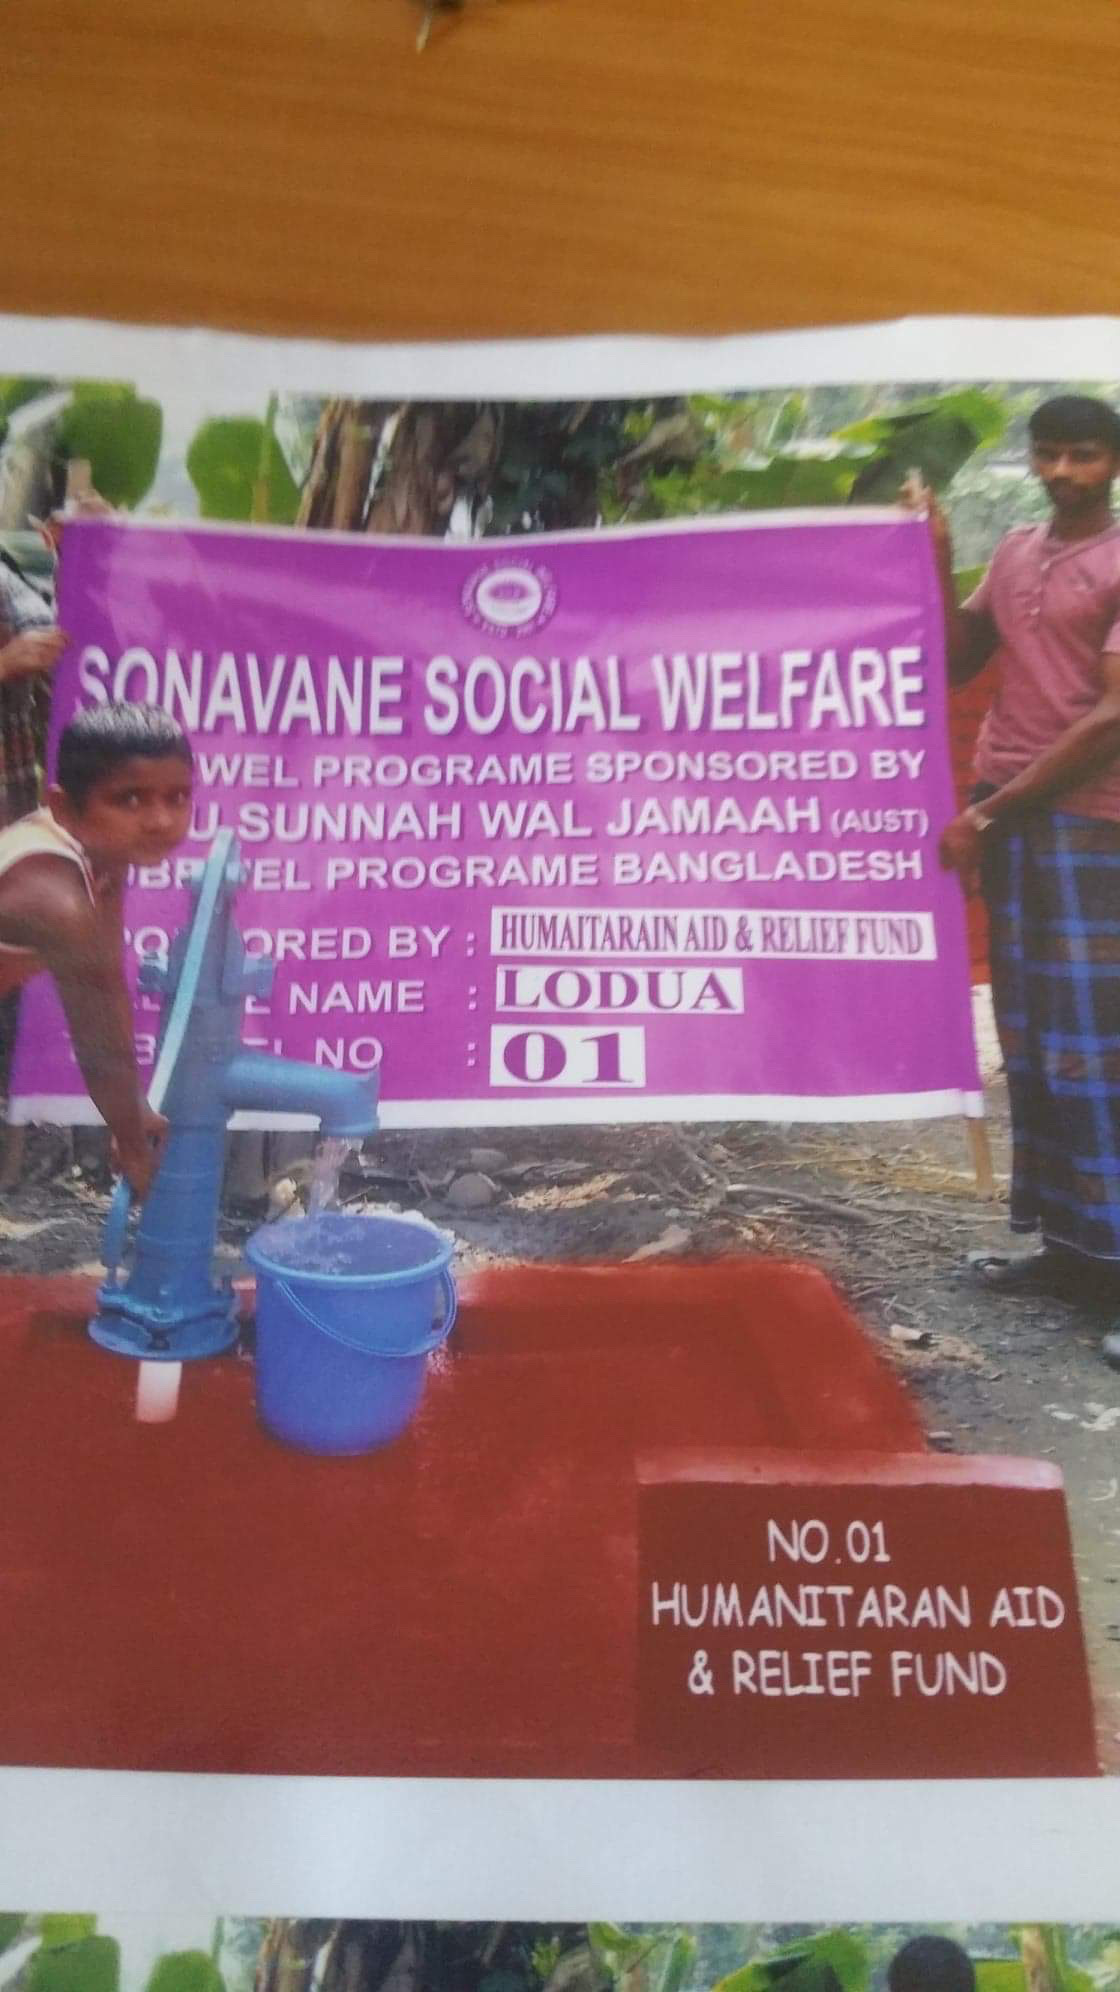 SONAVANE SOCIAL WELFARE
WEL PROGRAME SPONSORED BY
U SUNNAH WAL JAMAAH (AUST)
PROGRAME BANGLADESH
ORED BY : HUMAITARAIN AID & RELIEF FUND
NAME : LODUA
NO : 01
NO.01
HUMANITARAN AID
& RELIEF FUND